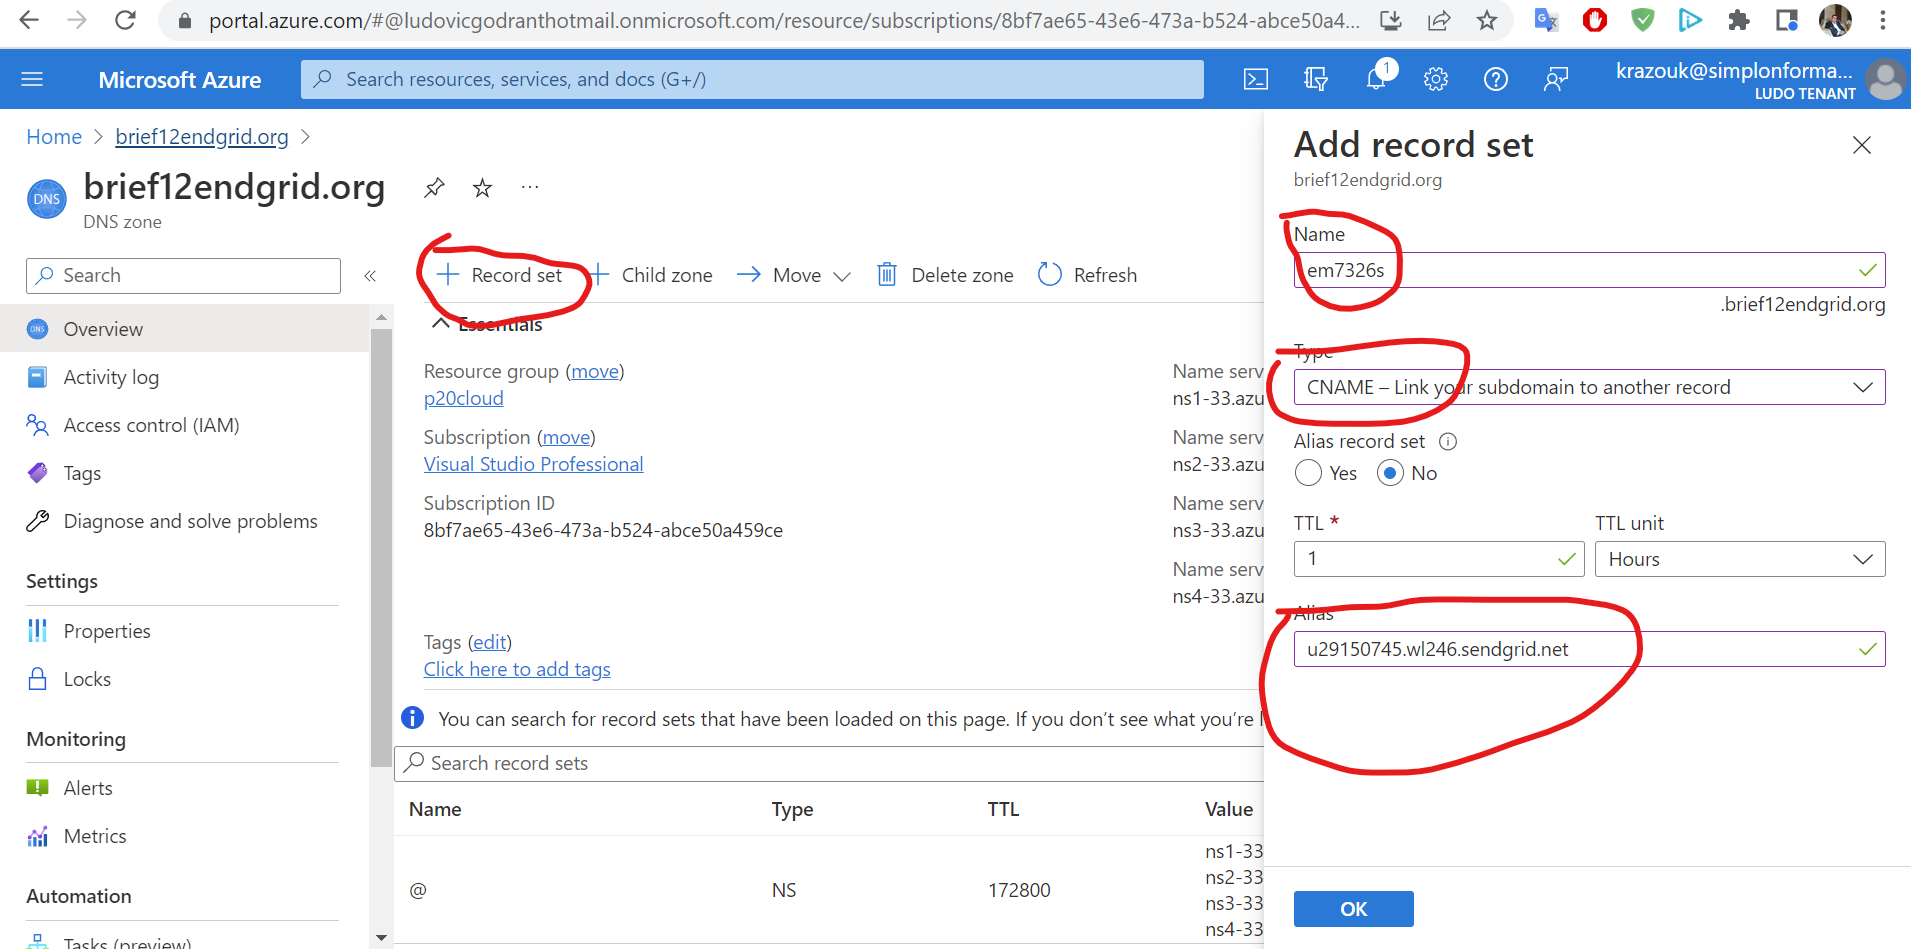 portal.azure.com/#@ludovicgodranthotmail.onmicrosoft.com/resource/subscriptions/8bf7ae65-43e6-473a-b524-abce50a4...
Microsoft Azure
Search resources, services, and docs (G+/)
1
krazouk@simplonforma...
LUDO TENANT
Home > brief12endgrid.org >
DNS
brief12endgrid.org
...
DNS zone
Search
«
Overview
Activity log
Access control (IAM)
Tags
Diagnose and solve problems
Settings
Properties
Locks
Monitoring
Alerts
Metrics
Automation
Tasks (preview)
+ Record set
+ Child zone
Move
Delete zone
Refresh
Essentials
Resource group (move)
p20cloud
Subscription (move)
Visual Studio Professional
Subscription ID
8bf7ae65-43e6-473a-b524-abce50a459ce
Name serv
ns1-33.azu
Name serv
ns2-33.azu
Name serv
ns3-33.azu
Name serv
ns4-33.azu
Tags (edit)
Click here to add tags
You can search for record sets that have been loaded on this page. If you don't see what you're
Search record sets
Name Type TTL Value
@ NS 172800
ns1-33
ns2-33
ns3-33
ns4-33
Add record set
brief12endgrid.org
Name
em7326s
.brief12endgrid.org
Type
CNAME – Link your subdomain to another record
Alias record set
Yes No
TTL * TTL unit
1 Hours
Alias
u29150745.wl246.sendgrid.net
OK